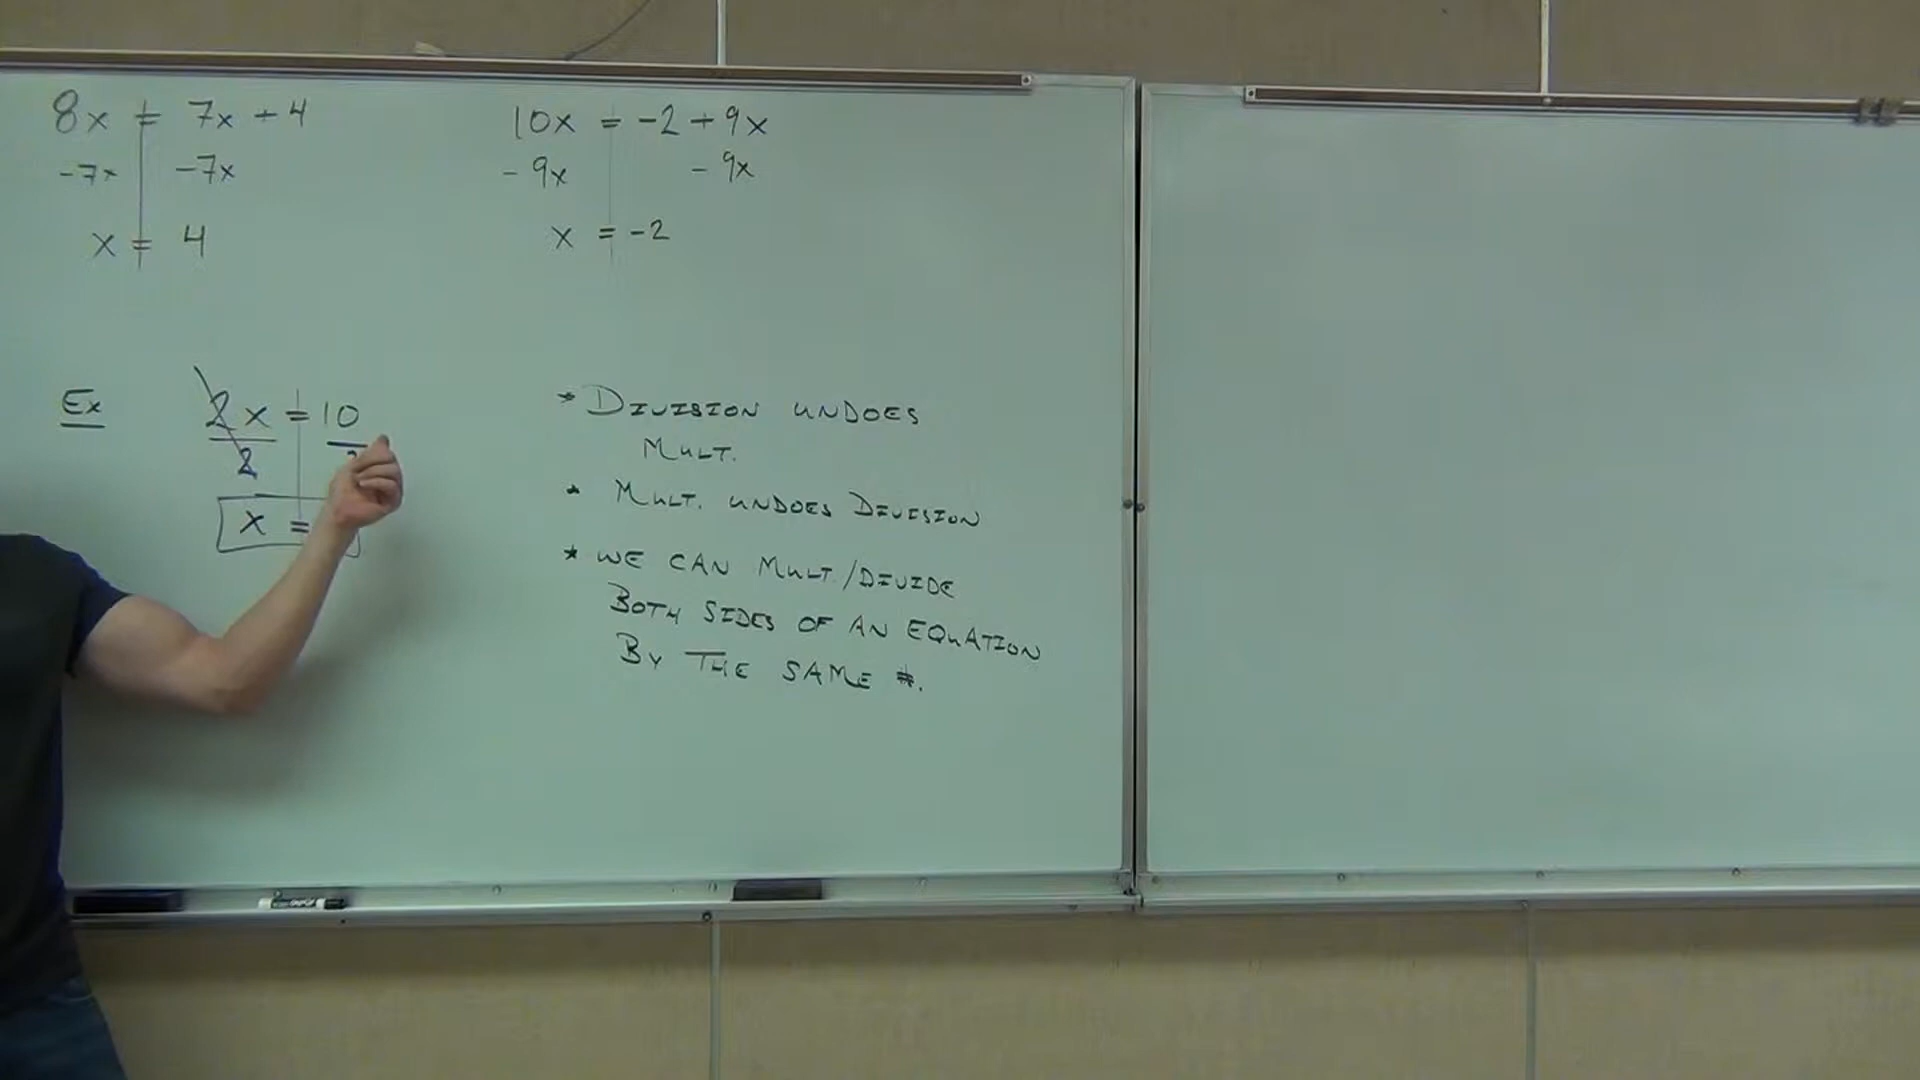 8x = 7x + 4
-7x -7x
x = 4
10x = -2 + 9x
- 9x - 9x
x = -2
Ex
2x = 10
2
x =
* DIVISION UNDOES
MULT.
* MULT. UNDOES DIVISION
* WE CAN MULT./DIVIDE
BOTH SIDES OF AN EQUATION
BY THE SAME #.